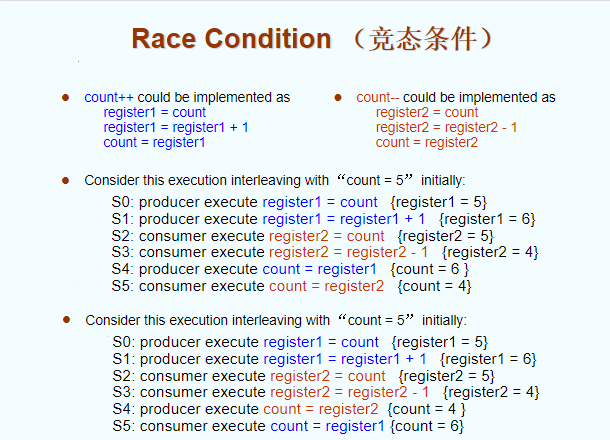 Race Condition （竞态条件）
count++ could be implemented as
register1 = count
register1 = register1 + 1
count = register1
count-- could be implemented as
register2 = count
register2 = register2 - 1
count = register2
Consider this execution interleaving with “count = 5” initially:
S0: producer execute register1 = count {register1 = 5}
S1: producer execute register1 = register1 + 1 {register1 = 6}
S2: consumer execute register2 = count {register2 = 5}
S3: consumer execute register2 = register2 - 1 {register2 = 4}
S4: producer execute count = register1 {count = 6 }
S5: consumer execute count = register2 {count = 4}
Consider this execution interleaving with “count = 5” initially:
S0: producer execute register1 = count {register1 = 5}
S1: producer execute register1 = register1 + 1 {register1 = 6}
S2: consumer execute register2 = count {register2 = 5}
S3: consumer execute register2 = register2 - 1 {register2 = 4}
S4: producer execute count = register2 {count = 4 }
S5: consumer execute count = register1 {count = 6}